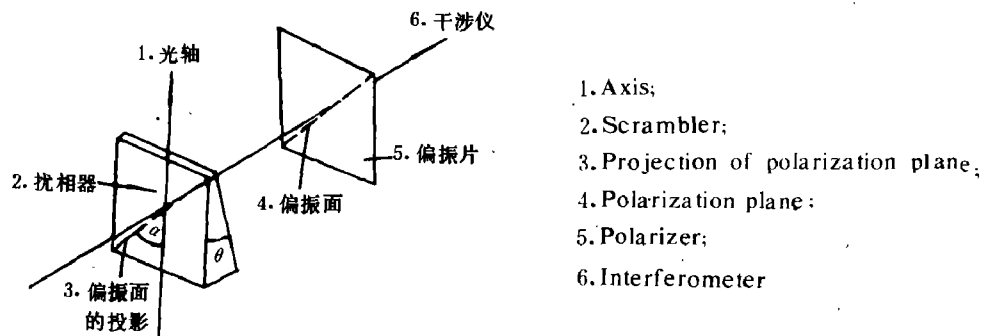 6.干涉仪
1.光轴
2.扰相器
5.偏振片
4.偏振面
α
θ
3.偏振面
的投影
1.Axis;
2.Scrambler;
3.Projection of polarization plane;
4.Polarization plane;
5.Polarizer;
6.Interferometer